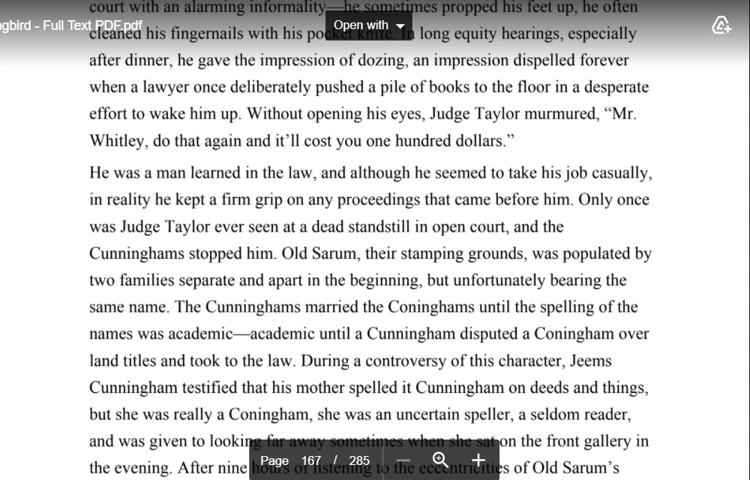 court with an alarming informality—he sometimes propped his feet up, he often
gbird - Full Text PDF.pdf
Open with
cleaned his fingernails with his pocket knife. In long equity hearings, especially
after dinner, he gave the impression of dozing, an impression dispelled forever
when a lawyer once deliberately pushed a pile of books to the floor in a desperate
effort to wake him up. Without opening his eyes, Judge Taylor murmured, “Mr.
Whitley, do that again and it’ll cost you one hundred dollars.”
He was a man learned in the law, and although he seemed to take his job casually,
in reality he kept a firm grip on any proceedings that came before him. Only once
was Judge Taylor ever seen at a dead standstill in open court, and the
Cunninghams stopped him. Old Sarum, their stamping grounds, was populated by
two families separate and apart in the beginning, but unfortunately bearing the
same name. The Cunninghams married the Coninghams until the spelling of the
names was academic—academic until a Cunningham disputed a Coningham over
land titles and took to the law. During a controversy of this character, Jeems
Cunningham testified that his mother spelled it Cunningham on deeds and things,
but she was really a Coningham, she was an uncertain speller, a seldom reader,
and was given to looking far away sometimes when she sat on the front gallery in
the evening. After nine hours of listening to the eccentricities of Old Sarum’s
Page 167 / 285